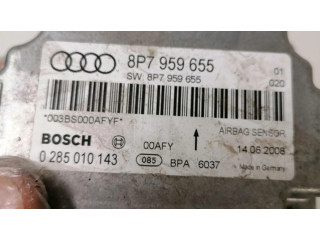 8P7 959 655 01
SW: 8P7 959 655 020
*003BS000AFYF*
BOSCH 00AFY AIRBAG SENSOR
0 285 010 143 085 BPA 6037 14.06.2008
Made in Germany